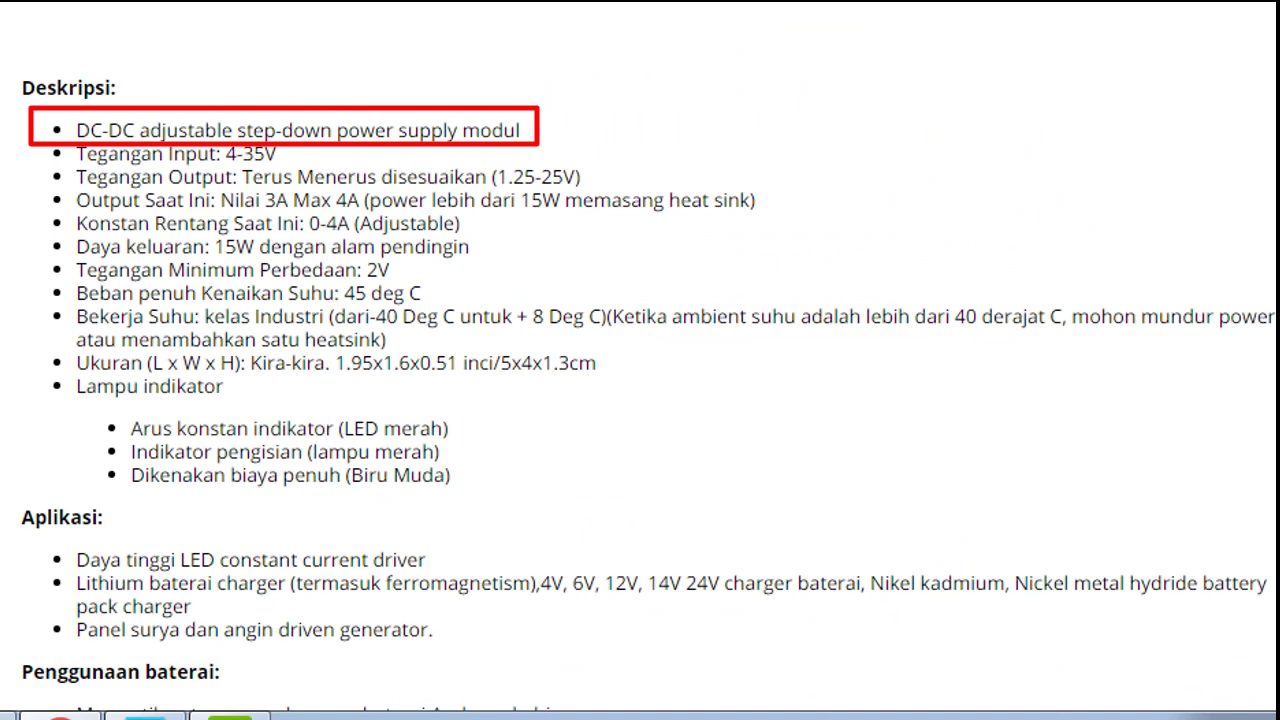 Deskripsi:
DC-DC adjustable step-down power supply modul
Tegangan Input: 4-35V
Tegangan Output: Terus Menerus disesuaikan (1.25-25V)
Output Saat Ini: Nilai 3A Max 4A (power lebih dari 15W memasang heat sink)
Konstan Rentang Saat Ini: 0-4A (Adjustable)
Daya keluaran: 15W dengan alam pendingin
Tegangan Minimum Perbedaan: 2V
Beban penuh Kenaikan Suhu: 45 deg C
Bekerja Suhu: kelas Industri (dari-40 Deg C untuk + 8 Deg C)(Ketika ambient suhu adalah lebih dari 40 derajat C, mohon mundur power
atau menambahkan satu heatsink)
Ukuran (L x W x H): Kira-kira. 1.95x1.6x0.51 inci/5x4x1.3cm
Lampu indikator
Arus konstan indikator (LED merah)
Indikator pengisian (lampu merah)
Dikenakan biaya penuh (Biru Muda)
Aplikasi:
Daya tinggi LED constant current driver
Lithium baterai charger (termasuk ferromagnetism),4V, 6V, 12V, 14V 24V charger baterai, Nikel kadmium, Nickel metal hydride battery
pack charger
Panel surya dan angin driven generator.
Penggunaan baterai: